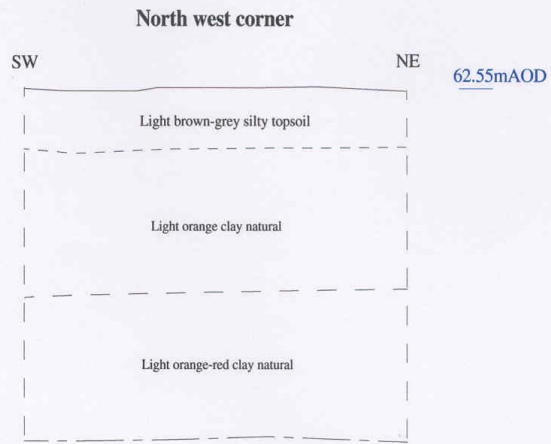 North west corner
SW
NE
62.55mAOD
Light brown-grey silty topsoil
Light orange clay natural
Light orange-red clay natural